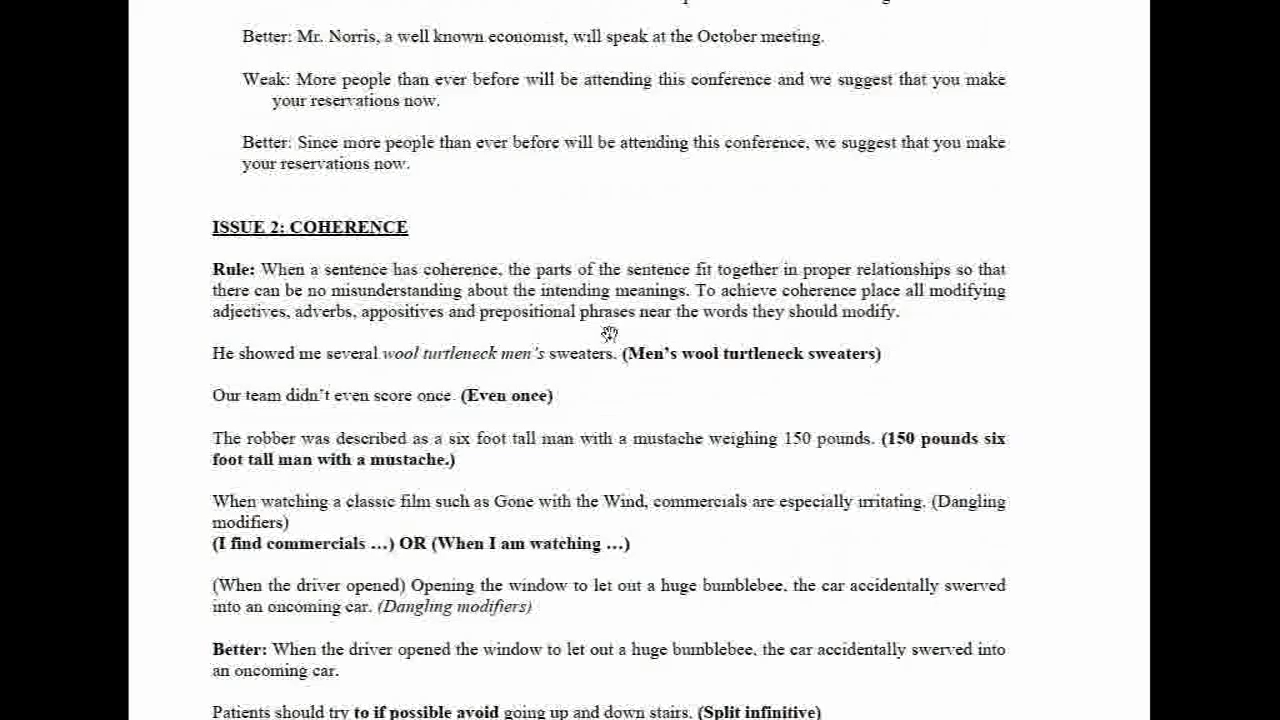 Better: Mr. Norris, a well known economist, will speak at the October meeting.
Weak: More people than ever before will be attending this conference and we suggest that you make
your reservations now.
Better: Since more people than ever before will be attending this conference, we suggest that you make
your reservations now.
ISSUE 2: COHERENCE
Rule: When a sentence has coherence, the parts of the sentence fit together in proper relationships so that
there can be no misunderstanding about the intending meanings. To achieve coherence place all modifying
adjectives, adverbs, appositives and prepositional phrases near the words they should modify.
He showed me several wool turtleneck men's sweaters. (Men's wool turtleneck sweaters)
Our team didn't even score once. (Even once)
The robber was described as a six foot tall man with a mustache weighing 150 pounds. (150 pounds six
foot tall man with a mustache.)
When watching a classic film such as Gone with the Wind, commercials are especially irritating. (Dangling
modifiers)
(I find commercials …) OR (When I am watching …)
(When the driver opened) Opening the window to let out a huge bumblebee, the car accidentally swerved
into an oncoming car. (Dangling modifiers)
Better: When the driver opened the window to let out a huge bumblebee, the car accidentally swerved into
an oncoming car.
Patients should try to if possible avoid going up and down stairs. (Split infinitive)